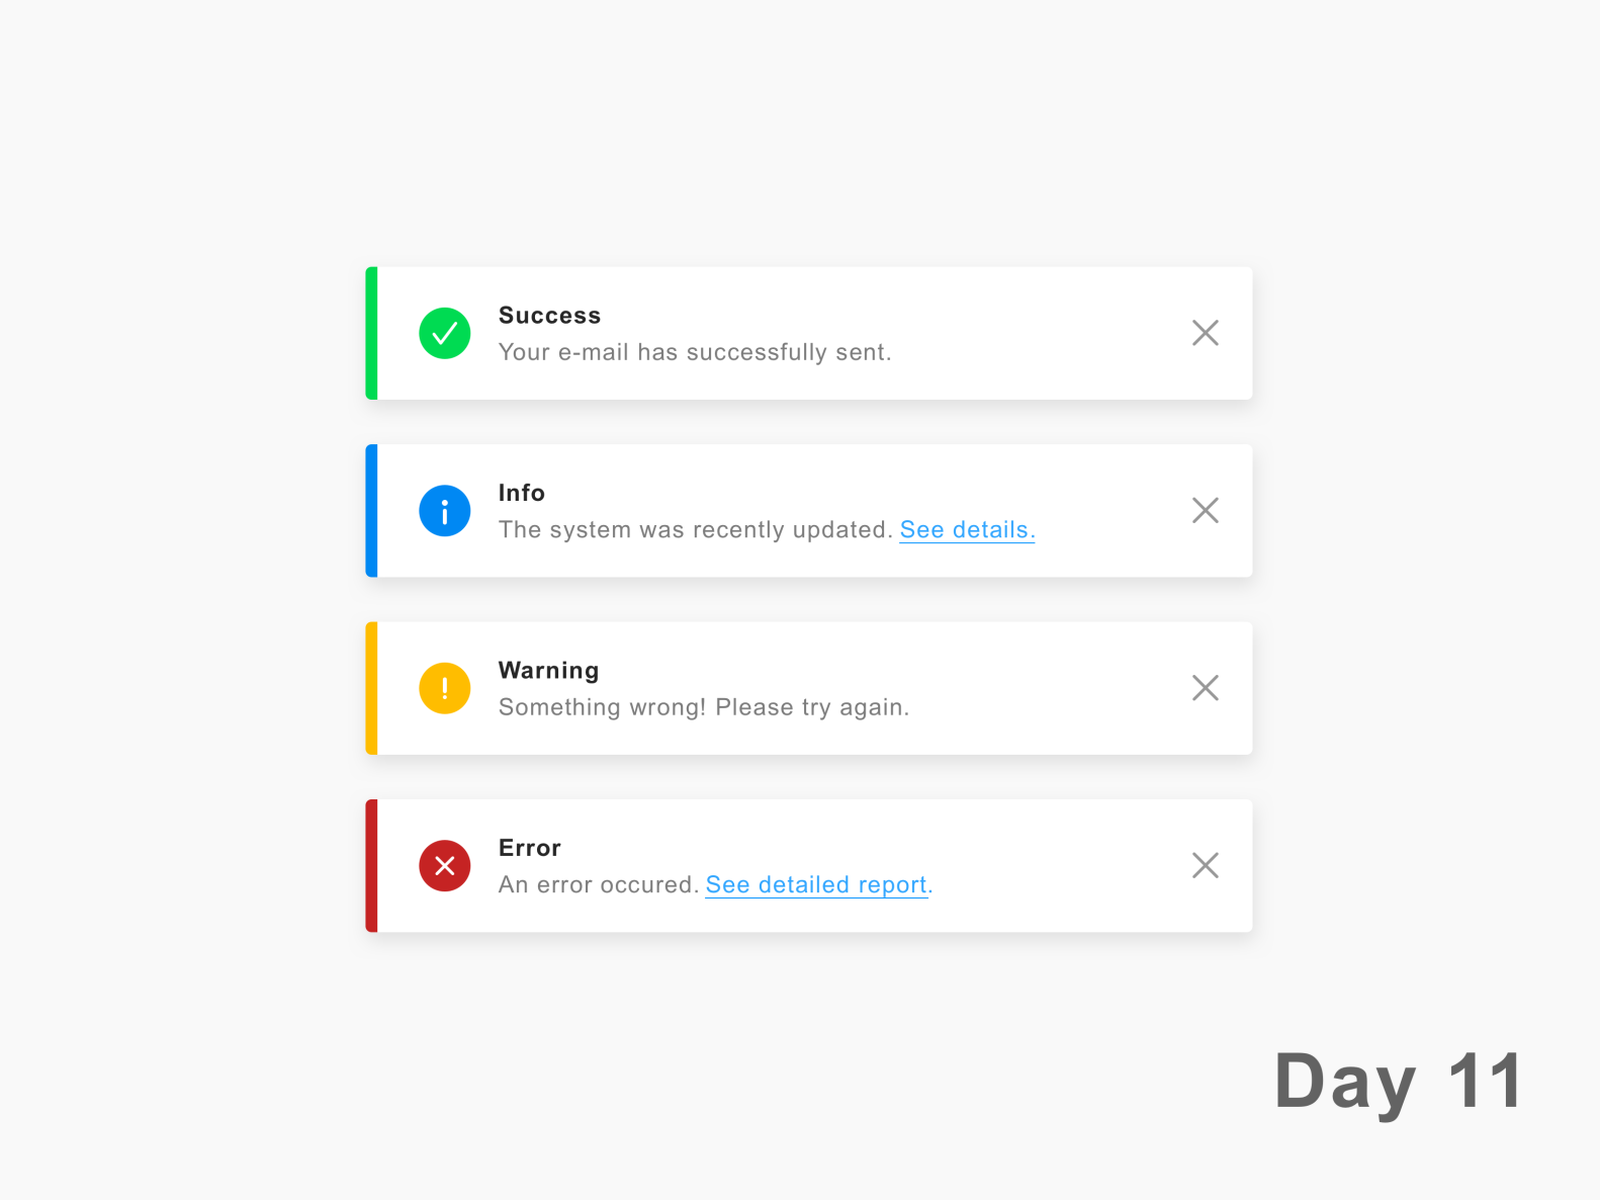 Success
Your e-mail has successfully sent.
Info
The system was recently updated. See details.
Warning
Something wrong! Please try again.
Error
An error occured. See detailed report.
Day 11